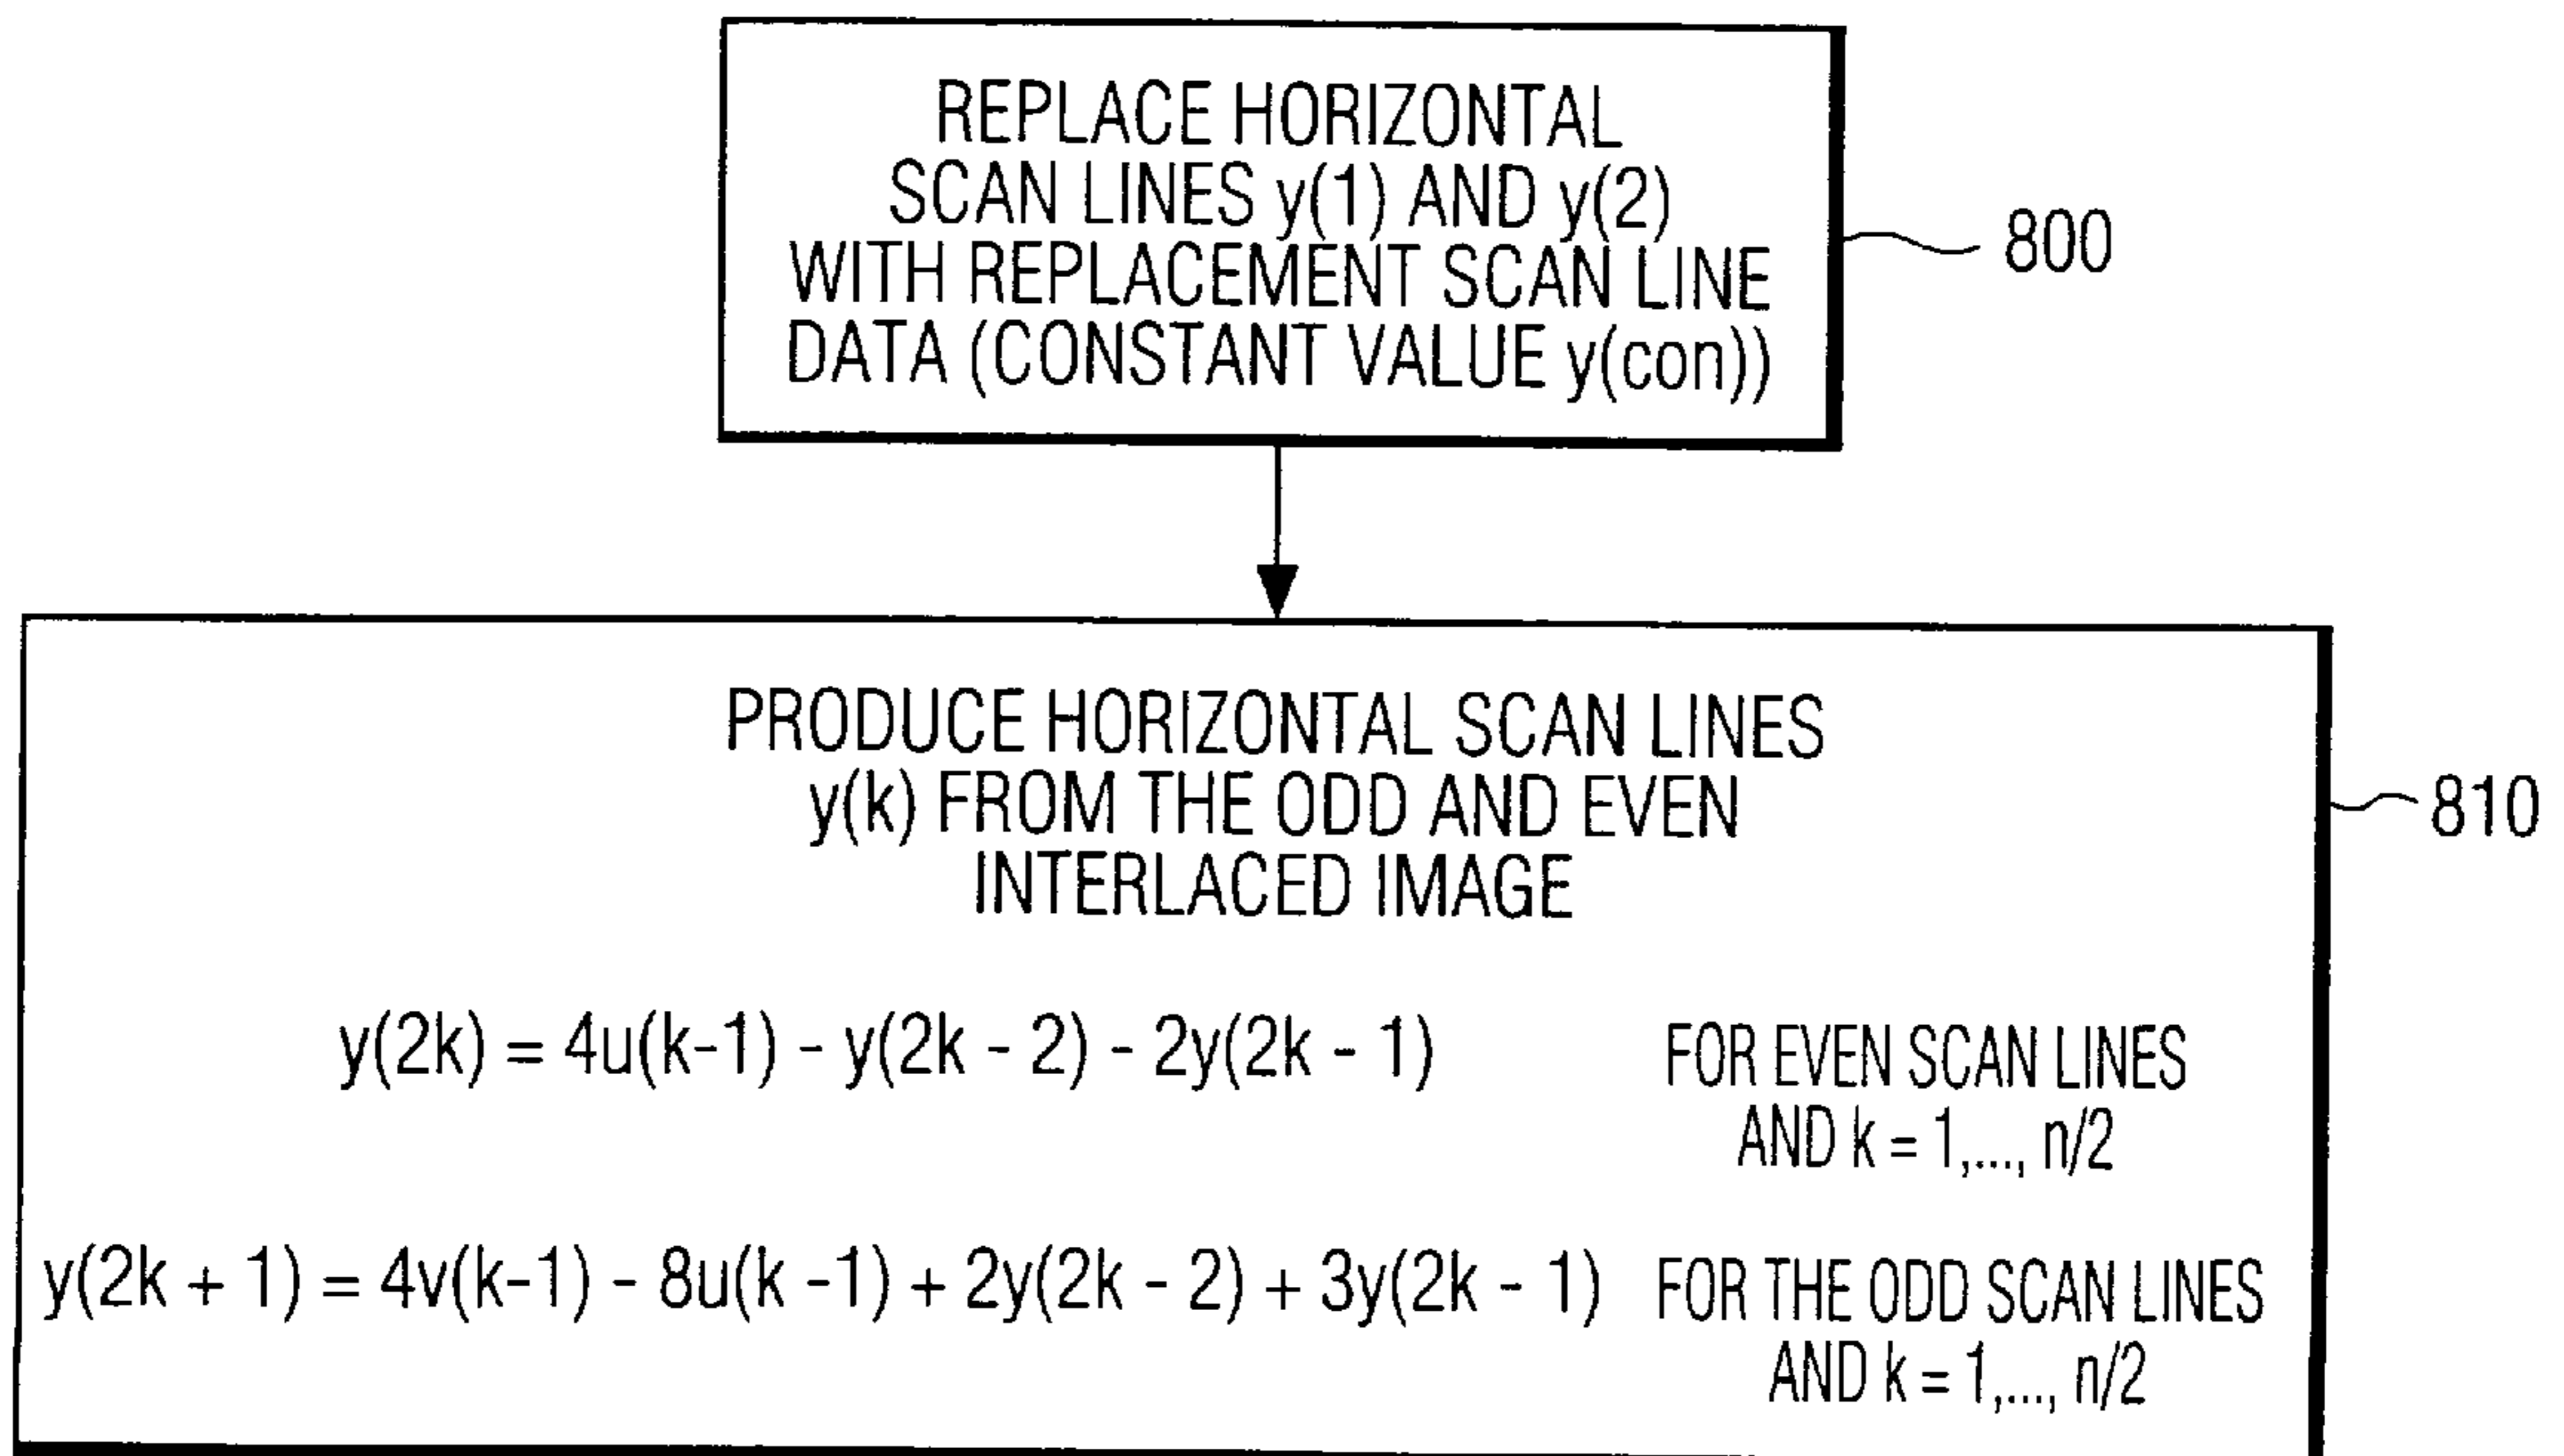 REPLACE HORIZONTAL
SCAN LINES y(1) AND y(2)
WITH REPLACEMENT SCAN LINE
DATA (CONSTANT VALUE y(con))
800
PRODUCE HORIZONTAL SCAN LINES
y(k) FROM THE ODD AND EVEN
INTERLACED IMAGE
810
y(2k) = 4u(k-1) - y(2k - 2) - 2y(2k - 1)
FOR EVEN SCAN LINES
AND k = 1,..., n/2
y(2k + 1) = 4v(k-1) - 8u(k -1) + 2y(2k - 2) + 3y(2k - 1)
FOR THE ODD SCAN LINES
AND k = 1,..., n/2